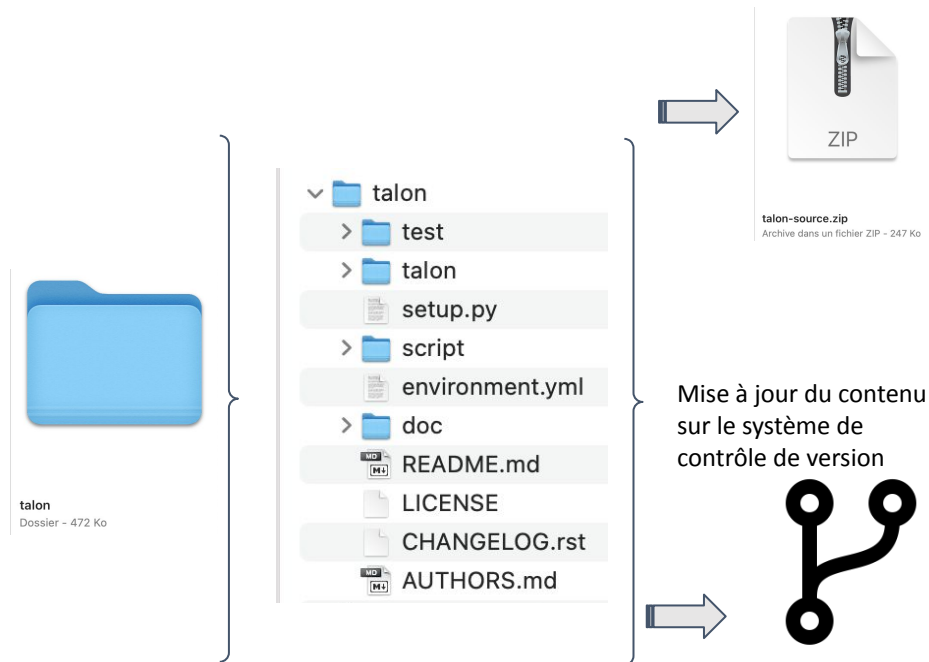 talon
Dossier - 472 Ko
talon
test
talon
setup.py
script
environment.yml
doc
README.md
LICENSE
CHANGELOG.rst
AUTHORS.md
ZIP
talon-source.zip
Archive dans un fichier ZIP - 247 Ko
Mise à jour du contenu
sur le système de
contrôle de version